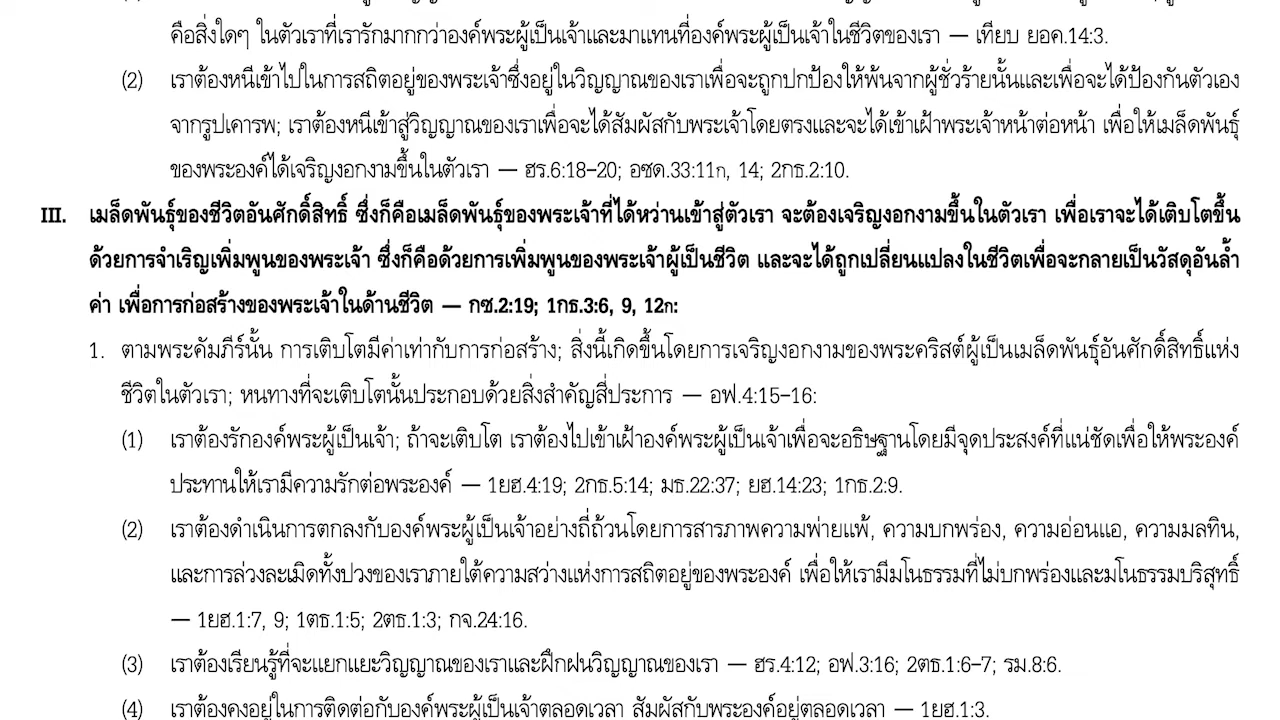 คือสิ่งใดๆ ในตัวเราที่เรารักมากกว่าองค์พระผู้เป็นเจ้าและมาแทนที่องค์พระผู้เป็นเจ้าในชีวิตของเรา — เทียบ ยอค.14:3.
(2) เราต้องหนีเข้าไปในการสถิตอยู่ของพระเจ้าซึ่งอยู่ในวิญญาณของเราเพื่อจะถูกปกป้องให้พ้นจากผู้ชั่วร้ายนั้นและเพื่อจะได้ป้องกันตัวเอง
จากรูปเคารพ; เราต้องหนีเข้าสู่วิญญาณของเราเพื่อจะได้สัมผัสกับพระเจ้าโดยตรงและจะได้เข้าเฝ้าพระเจ้าหน้าต่อหน้า เพื่อให้เมล็ดพันธุ์
ของพระองค์ได้เจริญงอกงามขึ้นในตัวเรา — ฮร.6:18–20; อซด.33:11ก, 14; 2กธ.2:10.
III. เมล็ดพันธุ์ของชีวิตอันศักดิ์สิทธิ์ ซึ่งก็คือเมล็ดพันธุ์ของพระเจ้าที่ได้หว่านเข้าสู่ตัวเรา จะต้องเจริญงอกงามขึ้นในตัวเรา เพื่อเราจะได้เติบโตขึ้น
ด้วยการจำเริญเพิ่มพูนของพระเจ้า ซึ่งก็คือด้วยการเพิ่มพูนของพระเจ้าผู้เป็นชีวิต และจะได้ถูกเปลี่ยนแปลงในชีวิตเพื่อจะกลายเป็นวัสดุอันล้ำ
ค่า เพื่อการก่อสร้างของพระเจ้าในด้านชีวิต — กซ.2:19; 1กธ.3:6, 9, 12ก:
1. ตามพระคัมภีร์นั้น การเติบโตมีค่าเท่ากับการก่อสร้าง; สิ่งนี้เกิดขึ้นโดยการเจริญงอกงามของพระคริสต์ผู้เป็นเมล็ดพันธุ์อันศักดิ์สิทธิ์แห่ง
ชีวิตในตัวเรา; หนทางที่จะเติบโตนั้นประกอบด้วยสิ่งสำคัญสี่ประการ — อฟ.4:15–16:
(1) เราต้องรักองค์พระผู้เป็นเจ้า; ถ้าจะเติบโต เราต้องไปเข้าเฝ้าองค์พระผู้เป็นเจ้าเพื่อจะอธิษฐานโดยมีจุดประสงค์ที่แน่ชัดเพื่อให้พระองค์
ประทานให้เรามีความรักต่อพระองค์ — 1ยฮ.4:19; 2กธ.5:14; มธ.22:37; ยฮ.14:23; 1กธ.2:9.
(2) เราต้องดำเนินการตกลงกับองค์พระผู้เป็นเจ้าอย่างถี่ถ้วนโดยการสารภาพความพ่ายแพ้, ความบกพร่อง, ความอ่อนแอ, ความมลทิน,
และการล่วงละเมิดทั้งปวงของเราภายใต้ความสว่างแห่งการสถิตอยู่ของพระองค์ เพื่อให้เรามีมโนธรรมที่ไม่บกพร่องและมโนธรรมบริสุทธิ์
— 1ยฮ.1:7, 9; 1ตธ.1:5; 2ตธ.1:3; กจ.24:16.
(3) เราต้องเรียนรู้ที่จะแยกแยะวิญญาณของเราและฝึกฝนวิญญาณของเรา — ฮร.4:12; อฟ.3:16; 2ตธ.1:6–7; รม.8:6.
(4) เราต้องคงอยู่ในการติดต่อกับองค์พระผู้เป็นเจ้าตลอดเวลา สัมผัสกับพระองค์อยู่ตลอดเวลา — 1ยฮ.1:3.